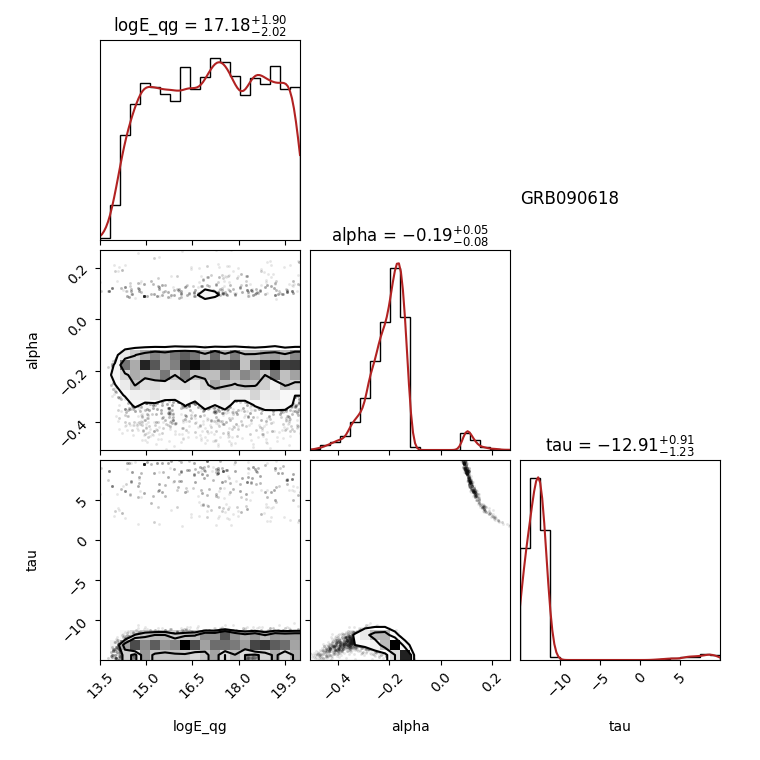 logE_qg = 17.18^{+1.90}_{−2.02}
GRB090618
alpha = −0.19^{+0.05}_{−0.08}
0.2
0.0
−0.2
−0.4
alpha
tau = −12.91^{+0.91}_{−1.23}
5
0
−5
−10
tau
13.5 15.0 16.5 18.0 19.5
−0.4 −0.2 0.0 0.2
−10 −5 0 5
logE_qg alpha tau